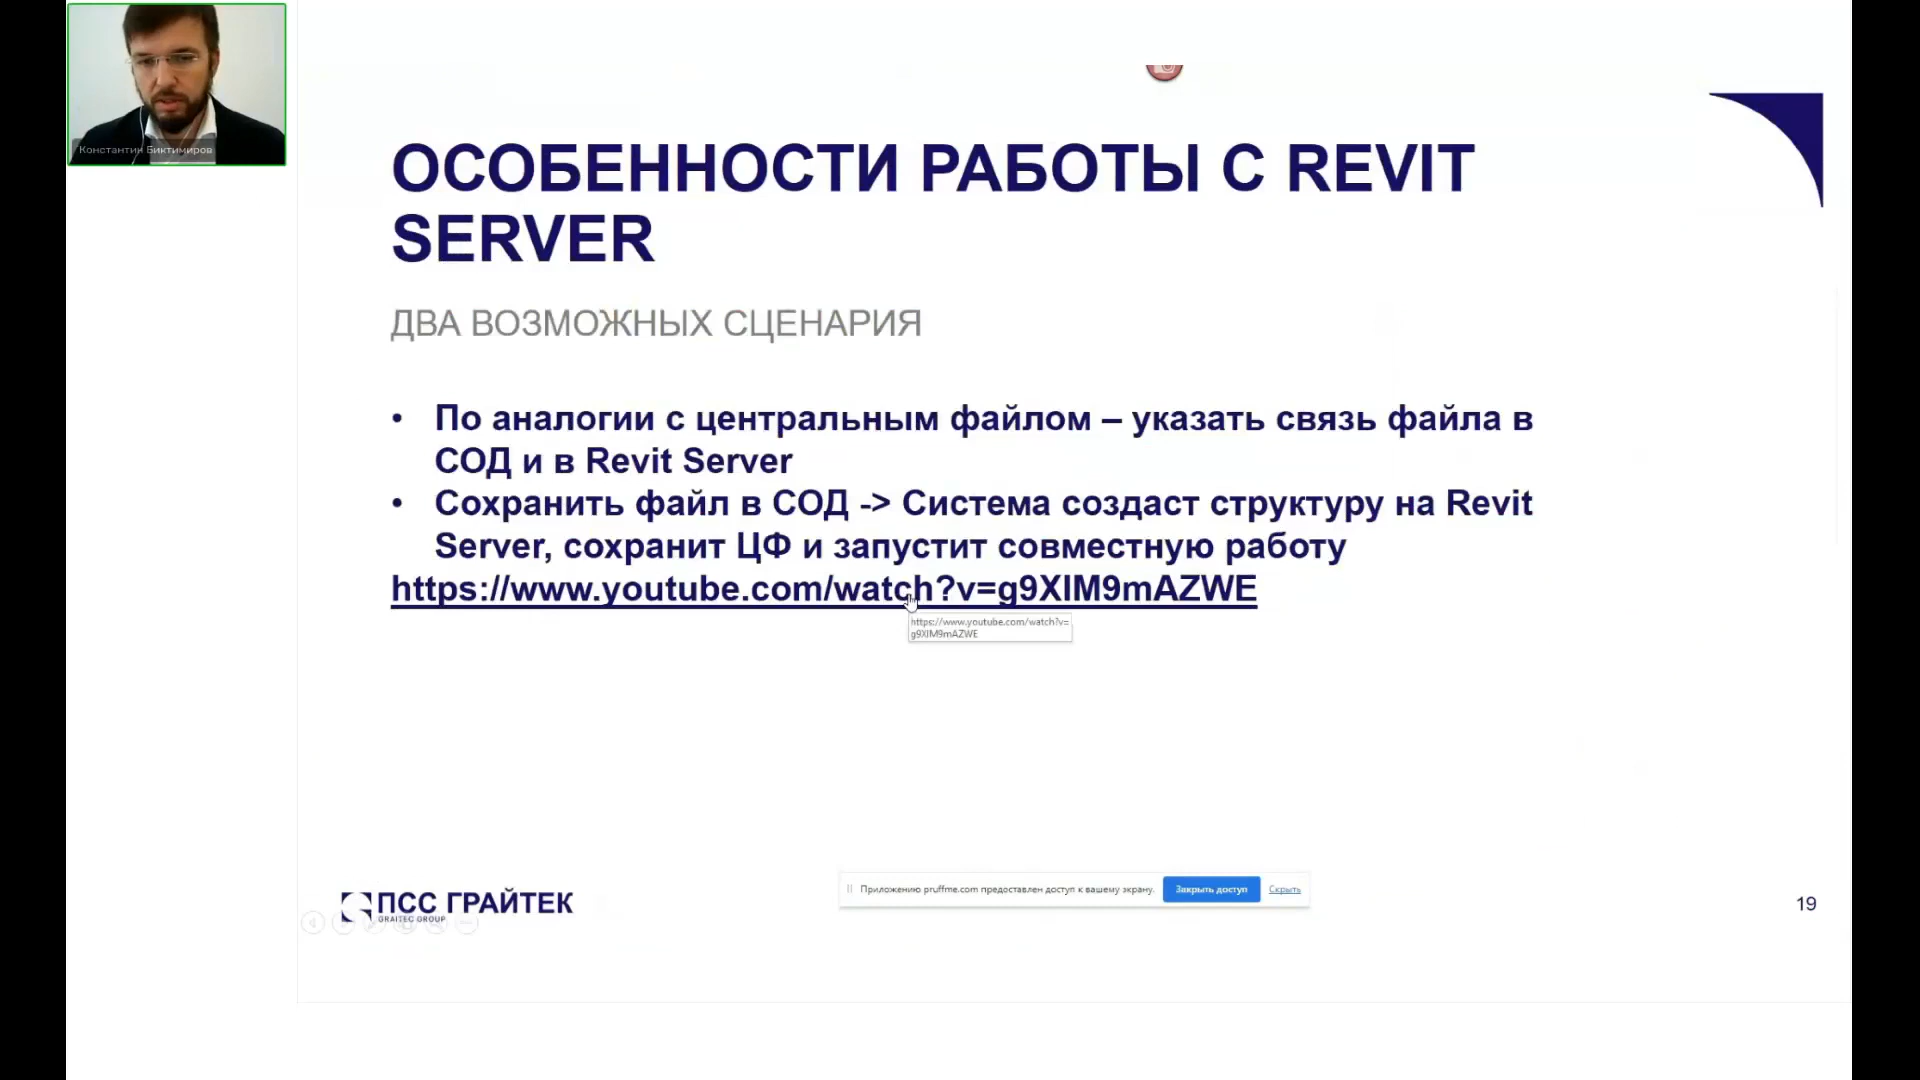 Константин Биктимиров
ОСОБЕННОСТИ РАБОТЫ С REVIT
SERVER
ДВА ВОЗМОЖНЫХ СЦЕНАРИЯ
• По аналогии с центральным файлом – указать связь файла в
СОД и в Revit Server
• Сохранить файл в СОД -> Система создаст структуру на Revit
Server, сохранит ЦФ и запустит совместную работу
https://www.youtube.com/watch?v=g9XIM9mAZWE
https://www.youtube.com/watch?v=
g9XIM9mAZWE
ПСС ГРАЙТЕК
GRAITEC GROUP
Приложению pruffme.com предоставлен доступ к вашему экрану.
Закрыть доступ
Скрыть
19